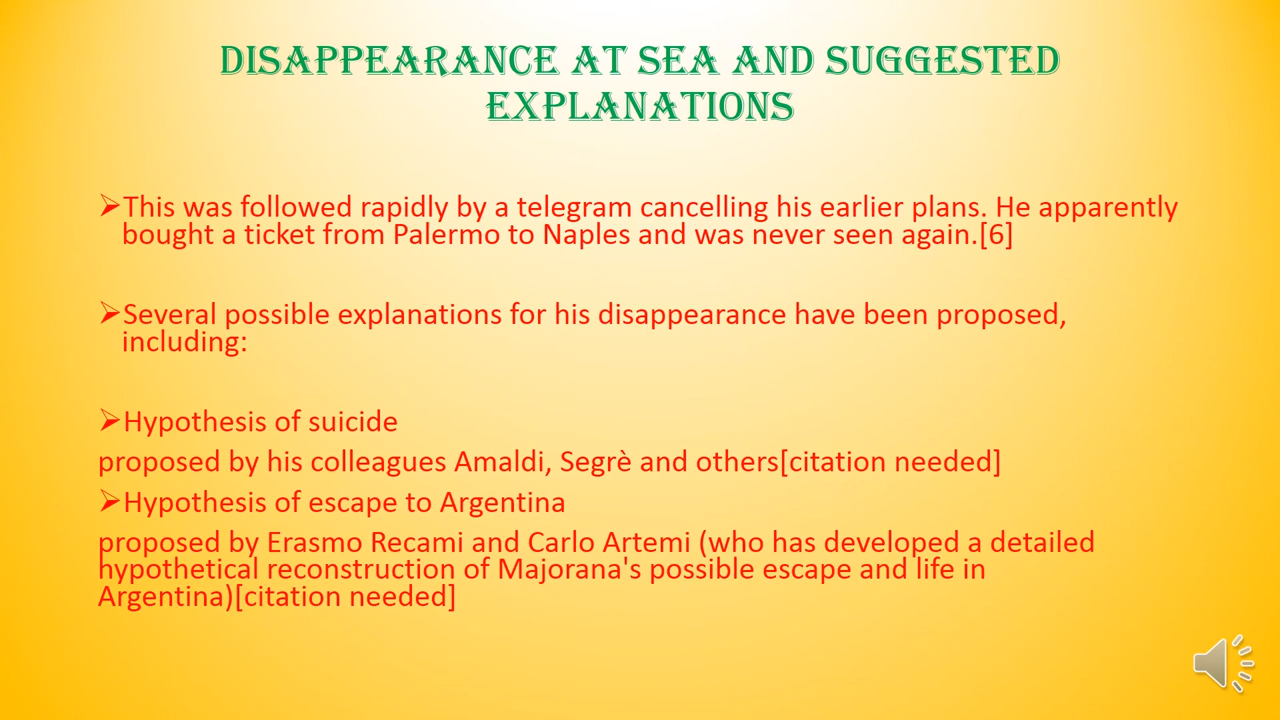 DISAPPEARANCE AT SEA AND SUGGESTED
EXPLANATIONS
➢This was followed rapidly by a telegram cancelling his earlier plans. He apparently
bought a ticket from Palermo to Naples and was never seen again.[6]
➢Several possible explanations for his disappearance have been proposed,
including:
➢Hypothesis of suicide
proposed by his colleagues Amaldi, Segrè and others[citation needed]
➢Hypothesis of escape to Argentina
proposed by Erasmo Recami and Carlo Artemi (who has developed a detailed
hypothetical reconstruction of Majorana's possible escape and life in
Argentina)[citation needed]